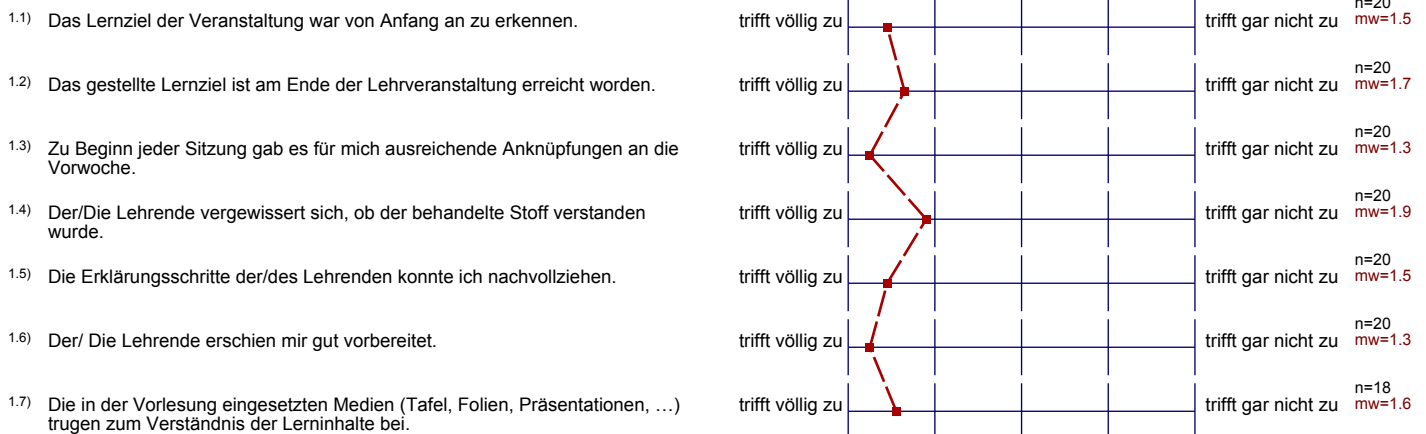 n=20
1.1) Das Lernziel der Veranstaltung war von Anfang an zu erkennen. trifft völlig zu trifft gar nicht zu mw=1.5
n=20
1.2) Das gestellte Lernziel ist am Ende der Lehrveranstaltung erreicht worden. trifft völlig zu trifft gar nicht zu mw=1.7
n=20
1.3) Zu Beginn jeder Sitzung gab es für mich ausreichende Anknüpfungen an die trifft völlig zu trifft gar nicht zu mw=1.3
Vorwoche.
n=20
1.4) Der/Die Lehrende vergewissert sich, ob der behandelte Stoff verstanden trifft völlig zu trifft gar nicht zu mw=1.9
wurde.
n=20
1.5) Die Erklärungsschritte der/des Lehrenden konnte ich nachvollziehen. trifft völlig zu trifft gar nicht zu mw=1.5
n=20
1.6) Der/ Die Lehrende erschien mir gut vorbereitet. trifft völlig zu trifft gar nicht zu mw=1.3
n=18
1.7) Die in der Vorlesung eingesetzten Medien (Tafel, Folien, Präsentationen, …) trifft völlig zu trifft gar nicht zu mw=1.6
trugen zum Verständnis der Lerninhalte bei.